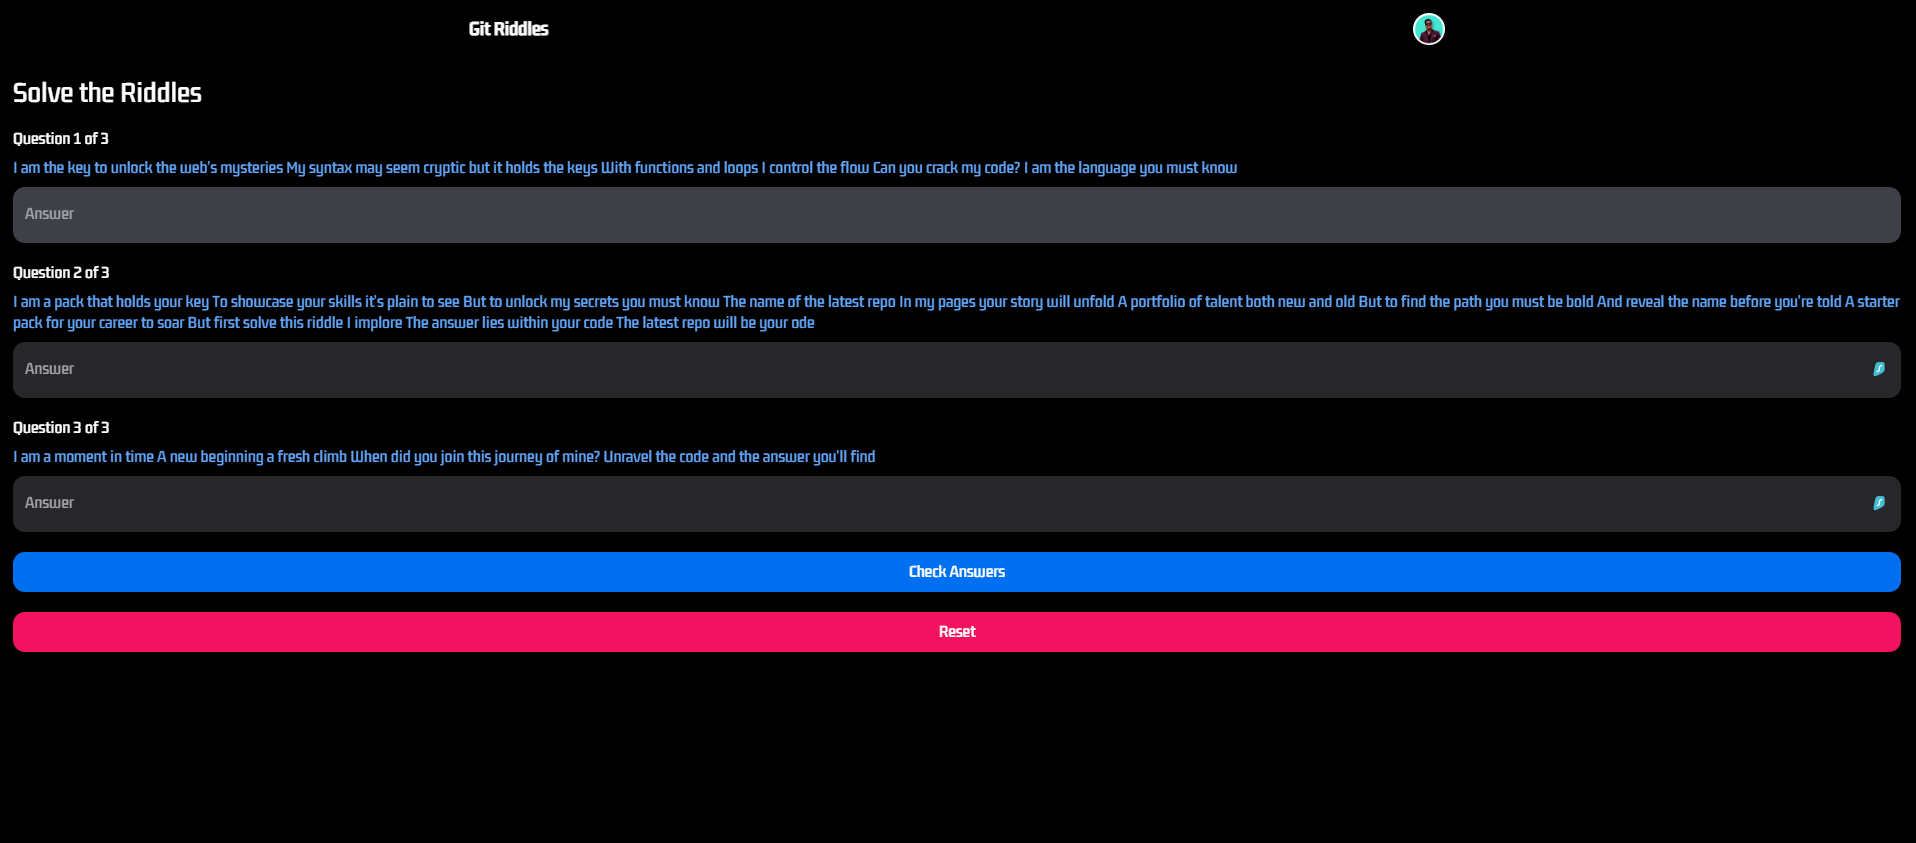 Git Riddles
Solve the Riddles
Question 1 of 3
I am the key to unlock the web's mysteries My syntax may seem cryptic but it holds the keys With functions and loops I control the flow Can you crack my code? I am the language you must know
Answer
Question 2 of 3
I am a pack that holds your key To showcase your skills it's plain to see But to unlock my secrets you must know The name of the latest repo In my pages your story will unfold A portfolio of talent both new and old But to find the path you must be bold And reveal the name before you're told A starter
pack for your career to soar But first solve this riddle I implore The answer lies within your code The latest repo will be your ode
Answer
Question 3 of 3
I am a moment in time A new beginning a fresh climb When did you join this journey of mine? Unravel the code and the answer you'll find
Answer
Check Answers
Reset